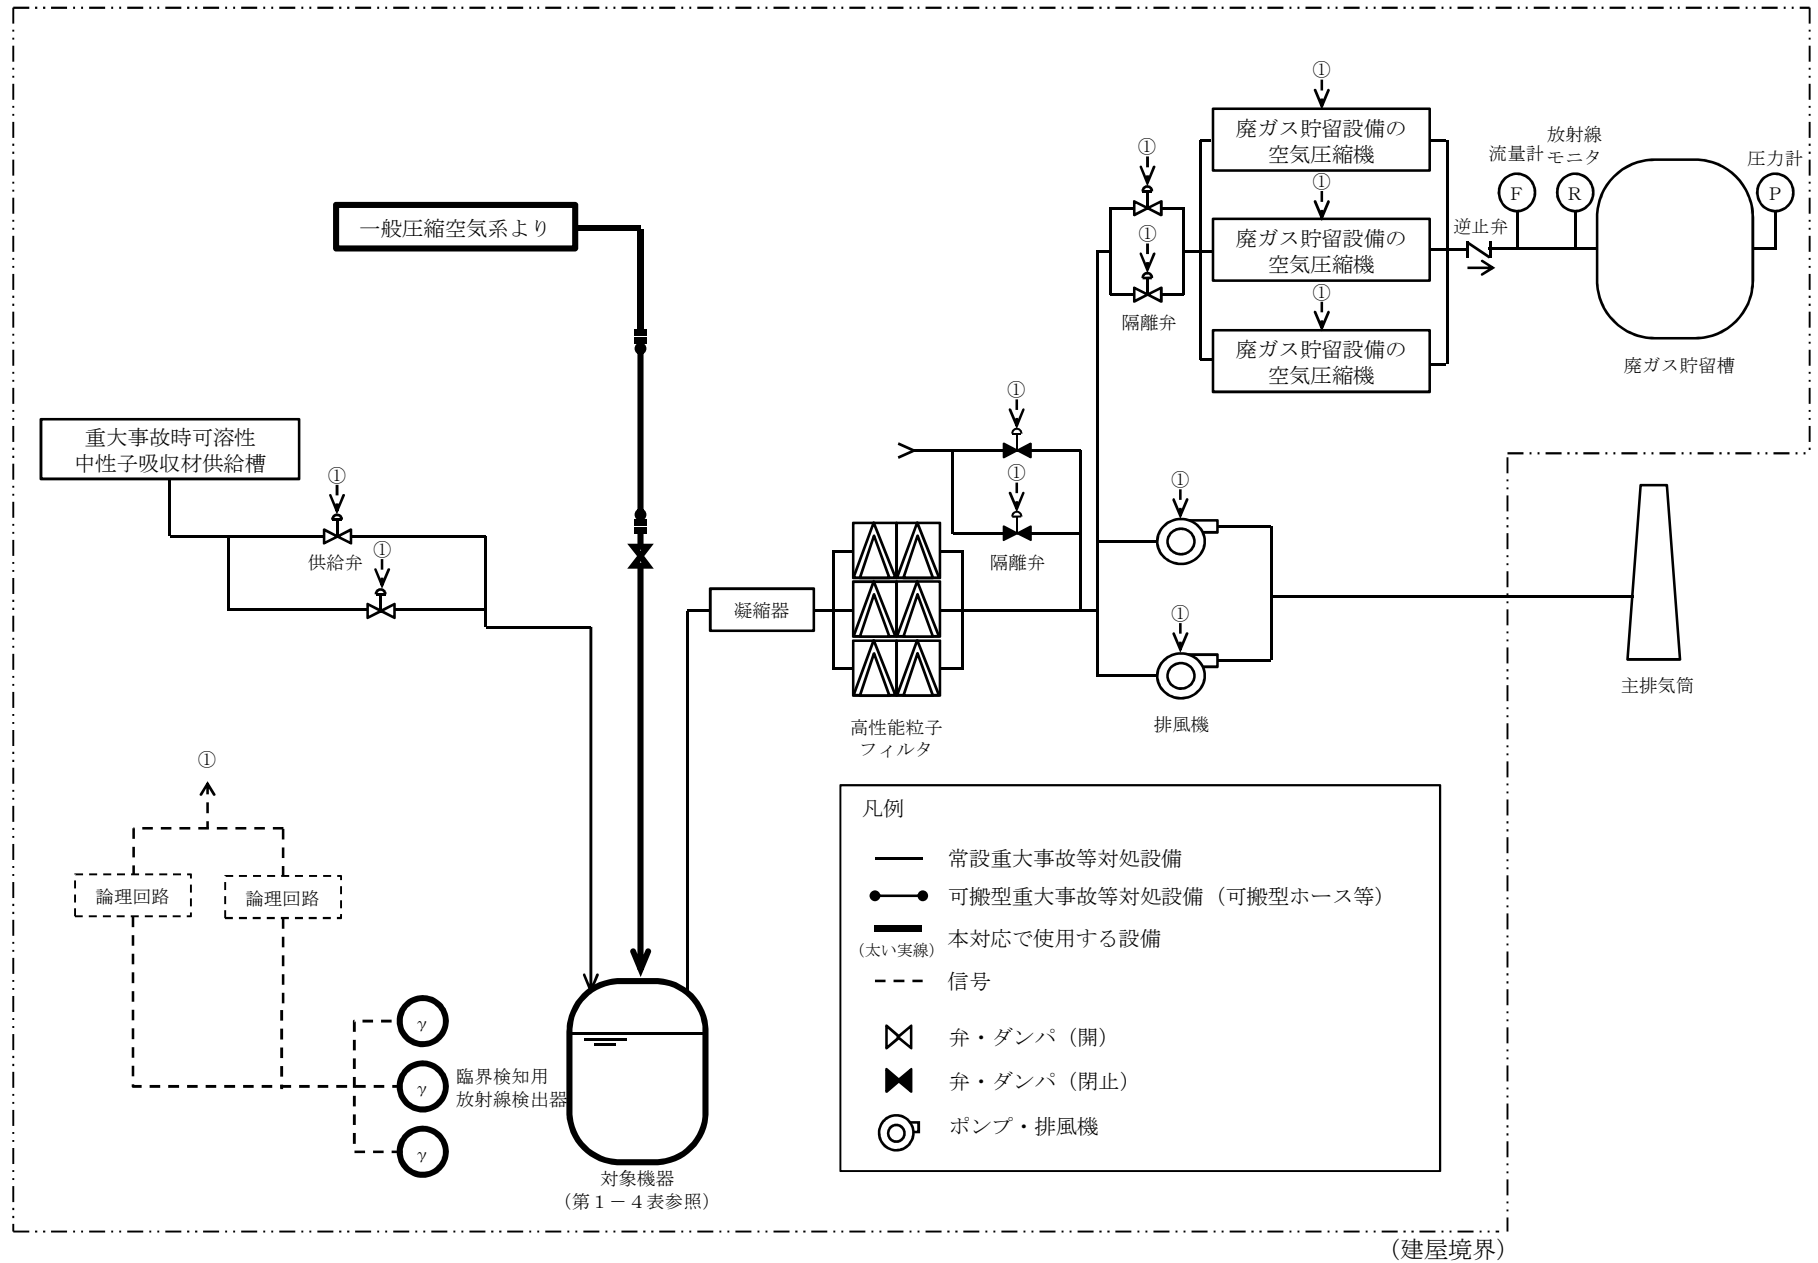 ①
廃ガス貯留設備の
空気圧縮機
①
廃ガス貯留設備の
空気圧縮機
①
廃ガス貯留設備の
空気圧縮機
①
①
隔離弁
逆止弁
流量計
F
放射線
モニタ
R
圧力計
P
廃ガス貯留槽
一般圧縮空気系より
重大事故時可溶性
中性子吸収材供給槽
①
供給弁
①
①
①
隔離弁
凝縮器
高性能粒子
フィルタ
①
①
排風機
主排気筒
①
論理回路
論理回路
γ
γ
γ
臨界検知用
放射線検出器
対象機器
（第１－４表参照）
凡例
常設重大事故等対処設備
可搬型重大事故等対処設備（可搬型ホース等）
（太い実線）
本対応で使用する設備
信号
弁・ダンパ（開）
弁・ダンパ（閉止）
ポンプ・排風機
（建屋境界）